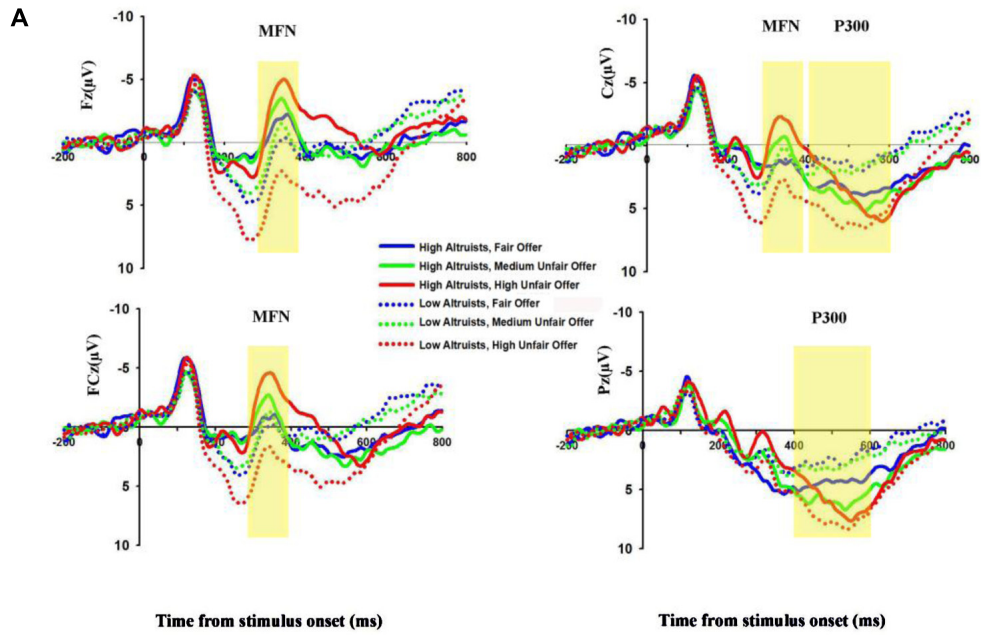 A
MFN
Fz(µV)
-10
-5
5
10
-200
0
200
400
600
800
MFN
P300
Cz(µV)
-10
-5
5
10
-200
0
200
400
600
800
High Altruists, Fair Offer
High Altruists, Medium Unfair Offer
High Altruists, High Unfair Offer
Low Altruists, Fair Offer
Low Altruists, Medium Unfair Offer
Low Altruists, High Unfair Offer
MFN
FCz(µV)
-10
-5
5
10
-200
0
200
400
600
800
P300
Pz(µV)
-10
-5
5
10
-200
0
200
400
600
800
Time from stimulus onset (ms)
Time from stimulus onset (ms)